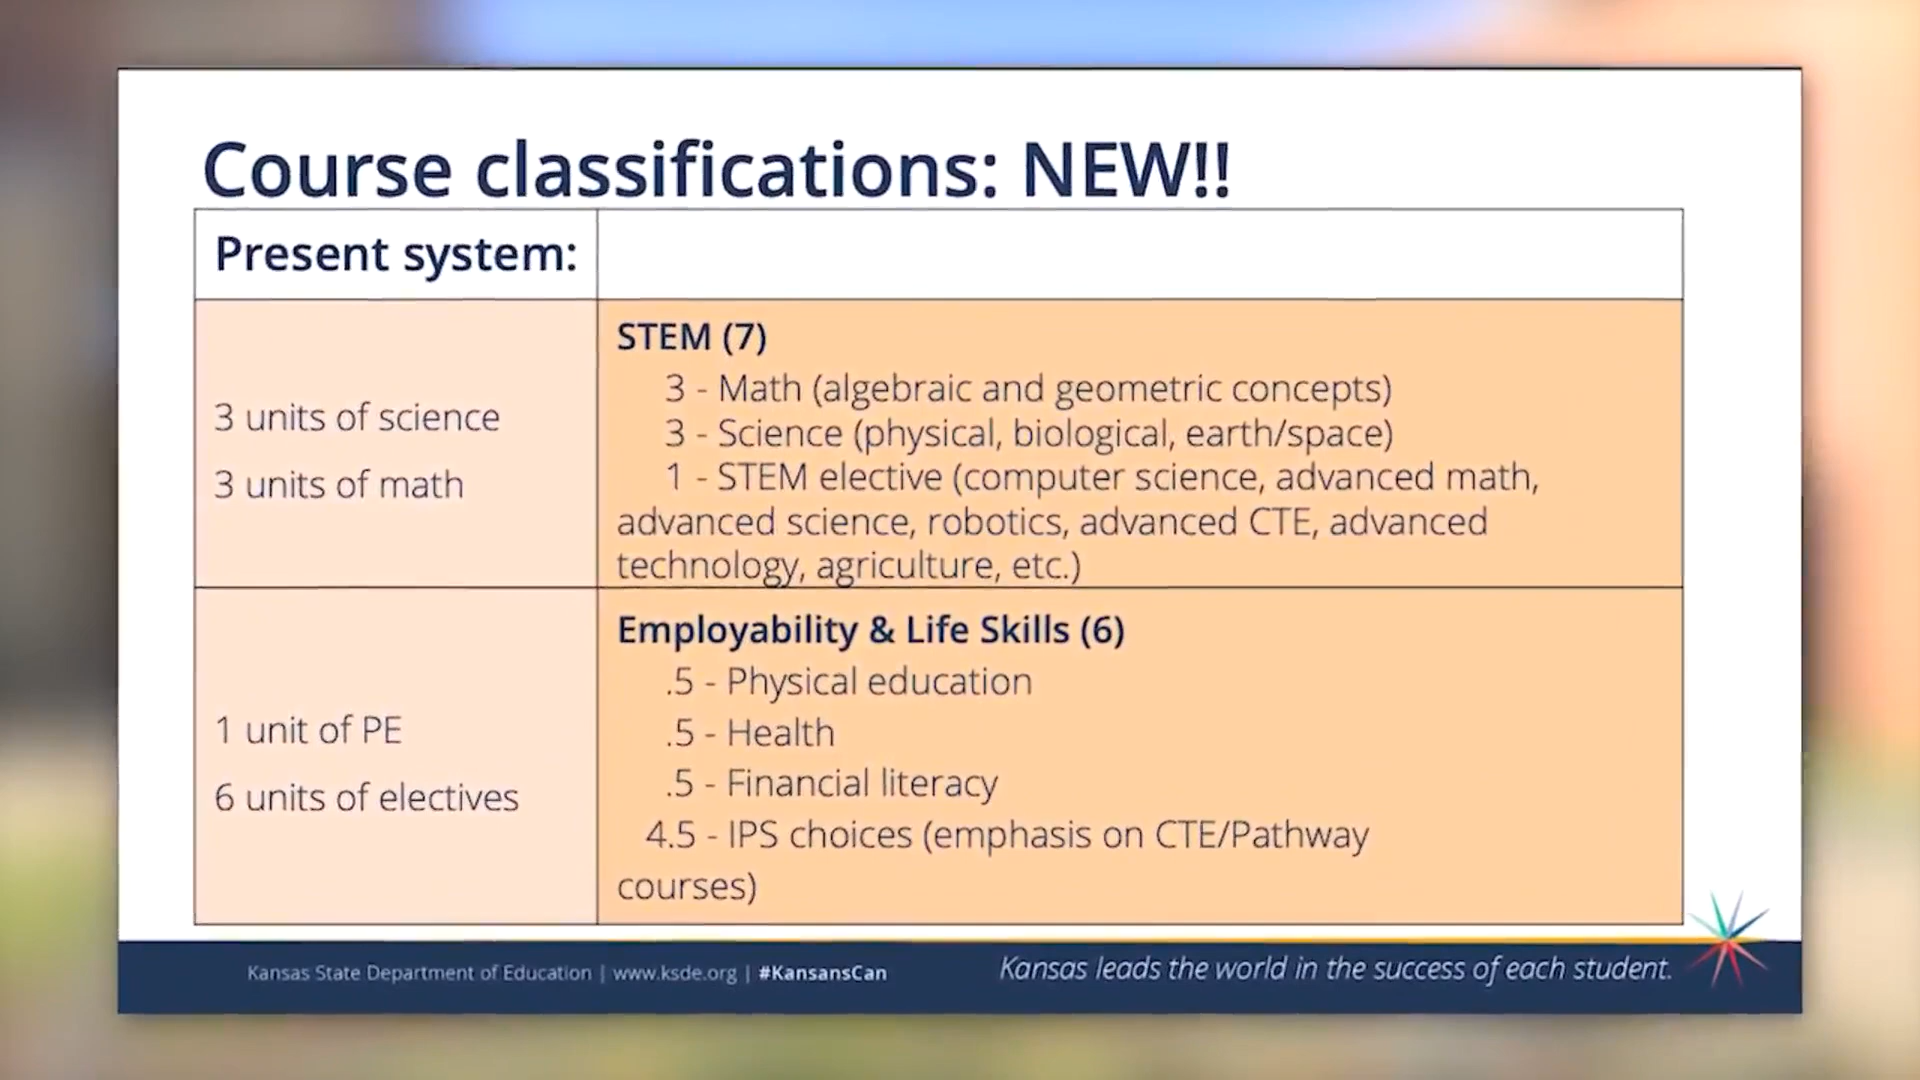 Course classifications: NEW!!
Present system:
3 units of science
3 units of math
STEM (7)
3 - Math (algebraic and geometric concepts)
3 - Science (physical, biological, earth/space)
1 - STEM elective (computer science, advanced math,
advanced science, robotics, advanced CTE, advanced
technology, agriculture, etc.)
1 unit of PE
6 units of electives
Employability & Life Skills (6)
.5 - Physical education
.5 - Health
.5 - Financial literacy
4.5 - IPS choices (emphasis on CTE/Pathway
courses)
Kansas State Department of Education | www.ksde.org | #KansansCan
Kansas leads the world in the success of each student.